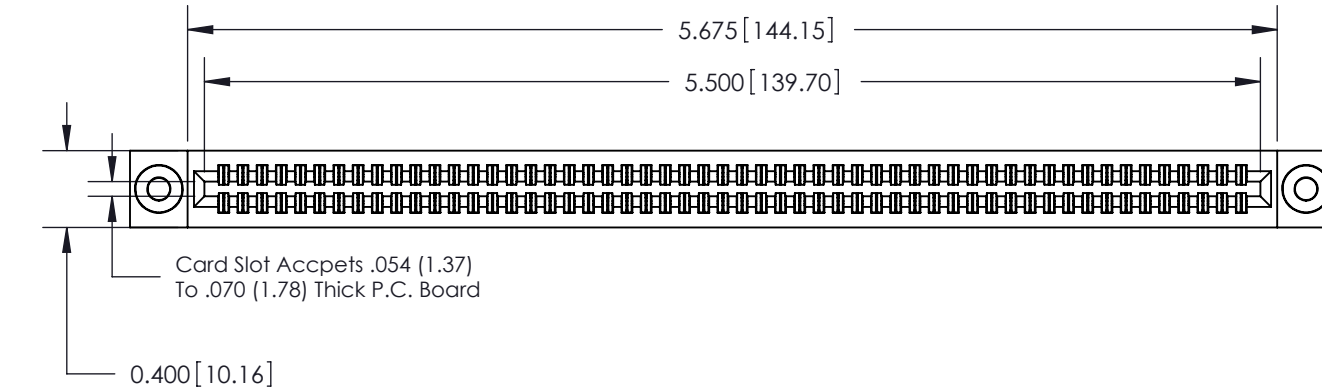 5.675[144.15]
5.500[139.70]
Card Slot Accpets .054 (1.37)
To .070 (1.78) Thick P.C. Board
0.400[10.16]